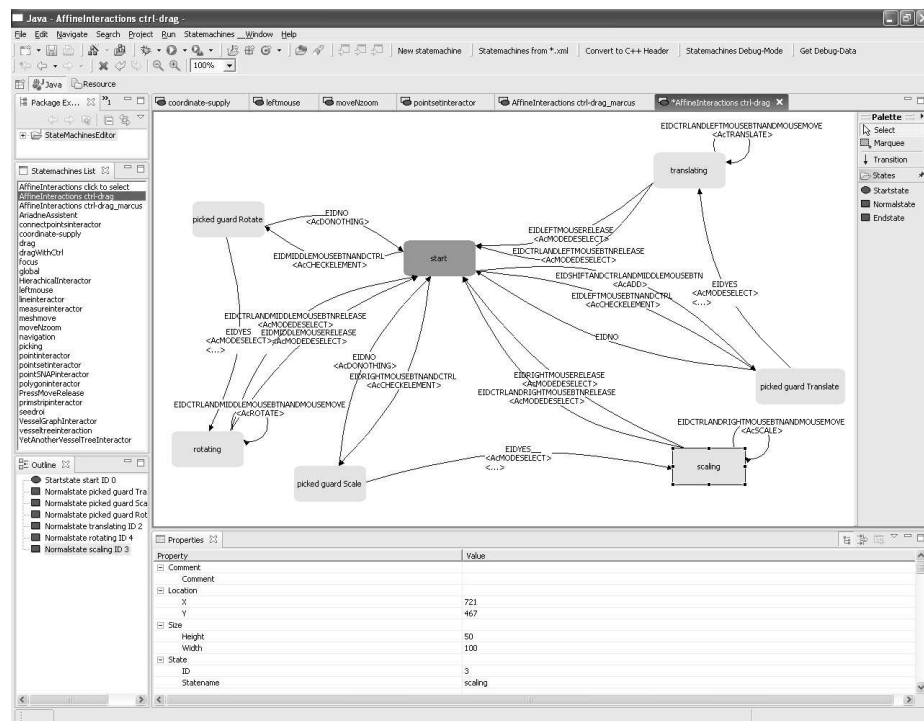 Java - AffineInteractions ctrl-drag
File Edit Navigate Search Project Run Statemachines Window Help
New statemachine Statemachines from *.xml Convert to C++ Header Statemachines Debug-Mode Get Debug-Data
100%
Java Resource
Package Ex...
StateMachinesEditor
coordinate-supply leftmouse moveNzoom pointsetinteractor AffineInteractions ctrl-drag_marcus *AffineInteractions ctrl-drag
Statemachines List
AffineInteractions click to select
AffineInteractions ctrl-drag
AffineInteractions ctrl-drag_marcus
AriadneAssistent
connectpointsinteractor
coordinate-supply
drag
dragWithCtrl
focus
global
HierachicalInteractor
leftmouse
lineinteractor
measureinteractor
meshmove
moveNzoom
navigation
picking
pointinteractor
pointsetinteractor
pointSNAPinteractor
polygoninteractor
PressMoveRelease
primstripinteractor
seedroi
VesselGraphInteractor
vesseltreeinteraction
YetAnotherVesselTreeInteractor
Outline
Startstate start ID 0
Normalstate picked guard Tra
Normalstate picked guard Sca
Normalstate picked guard Rot
Normalstate translating ID 2
Normalstate rotating ID 4
Normalstate scaling ID 3
EIDCTRLANDLEFTMOUSEBTNANDMOUSEMOVE
<AcTRANSLATE>
translating
picked guard Rotate
EIDNO
<AcDONOTHING>
EIDMIDDLEMOUSEBTNANDCTRL
<AcCHECKELEMENT>
start
EIDLEFTMOUSERELEASE
<AcMODEDESELECT>
EIDCTRLANDLEFTMOUSEBTNRELEASE
<AcMODEDESELECT>
EIDSHIFTANDCTRLANDMIDDLEMOUSEBTN
<AcADD>
EIDLEFTMOUSEBTNANDCTRL
<AcCHECKELEMENT>
EIDYES
<AcMODESELECT>
<...>
EIDNO
EIDCTRLANDMIDDLEMOUSEBTNRELEASE
<AcMODEDESELECT>
EIDYES
EIDMIDDLEMOUSERELEASE
<AcMODESELECT>
<AcMODEDESELECT>
<...>
EIDNO
<AcDONOTHING>
EIDRIGHTMOUSEBTNANDCTRL
<AcCHECKELEMENT>
EIDRIGHTMOUSERELEASE
<AcMODEDESELECT>
EIDCTRLANDRIGHTMOUSEBTNRELEASE
<AcMODEDESELECT>
picked guard Translate
EIDCTRLANDMIDDLEMOUSEBTNANDMOUSEMOVE
<AcROTATE>
rotating
EIDCTRLANDRIGHTMOUSEBTNANDMOUSEMOVE
<AcSCALE>
scaling
picked guard Scale
EIDYES
<AcMODESELECT>
<...>
Palette
Select
Marquee
Transition
States
Startstate
Normalstate
Endstate
Properties
Property Value
Comment
Comment
Location
X 721
Y 467
Size
Height 50
Width 100
State
ID 3
Statename scaling